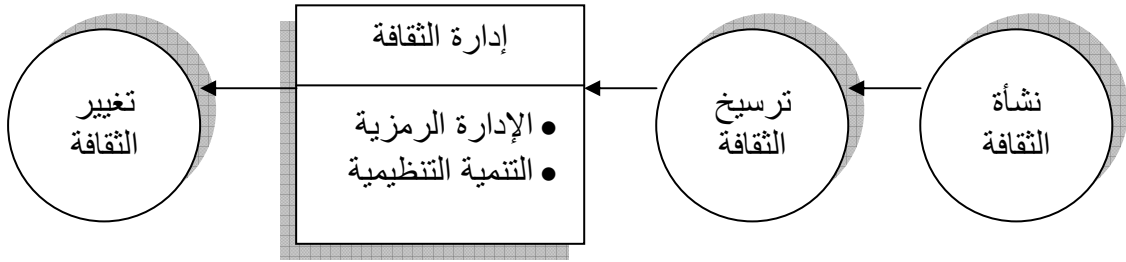 نشأة
الثقافة
ترسيخ
الثقافة
إدارة الثقافة
• الإدارة الرمزية
• التنمية التنظيمية
تغيير
الثقافة